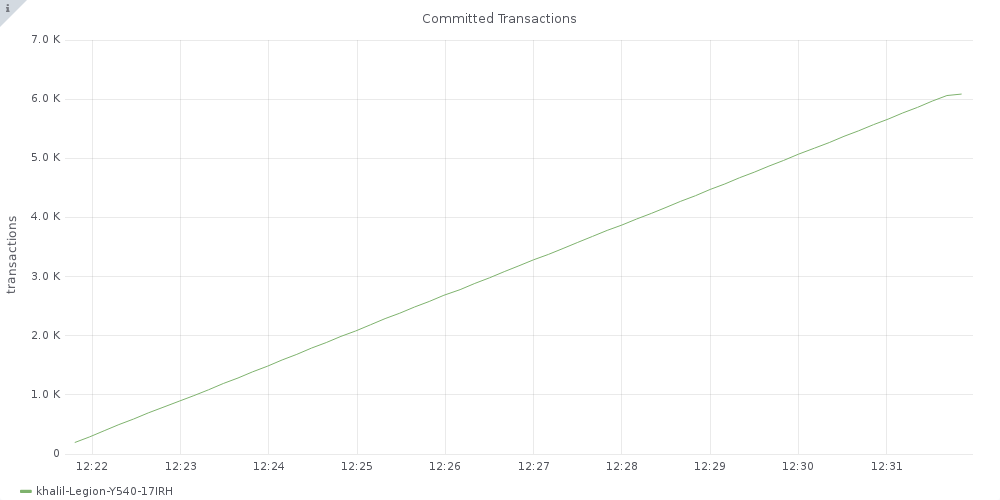 i
Committed Transactions
7.0 K
6.0 K
5.0 K
4.0 K
3.0 K
2.0 K
1.0 K
0
transactions
12:22 12:23 12:24 12:25 12:26 12:27 12:28 12:29 12:30 12:31
khalil-Legion-Y540-17IRH